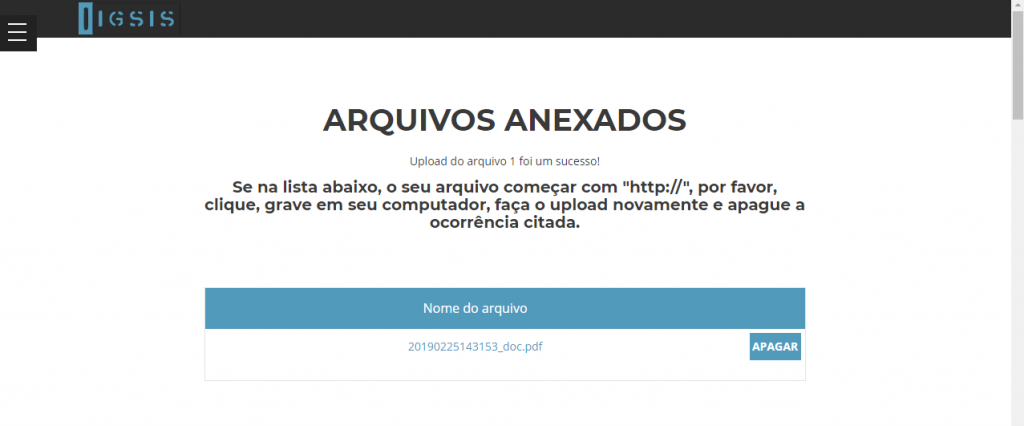 IGSIS
ARQUIVOS ANEXADOS
Upload do arquivo 1 foi um sucesso!
Se na lista abaixo, o seu arquivo começar com "http://", por favor,
clique, grave em seu computador, faça o upload novamente e apague a
ocorrência citada.
Nome do arquivo
20190225143153_doc.pdf APAGAR